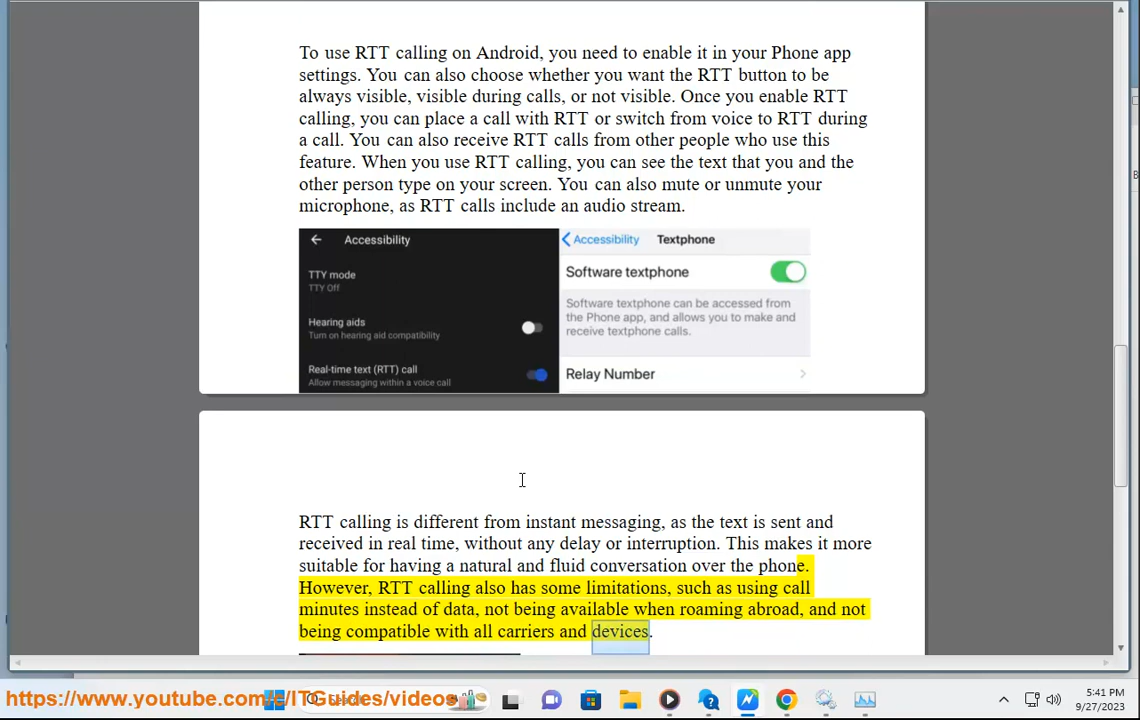 To use RTT calling on Android, you need to enable it in your Phone app
settings. You can also choose whether you want the RTT button to be
always visible, visible during calls, or not visible. Once you enable RTT
calling, you can place a call with RTT or switch from voice to RTT during
a call. You can also receive RTT calls from other people who use this
feature. When you use RTT calling, you can see the text that you and the
other person type on your screen. You can also mute or unmute your
microphone, as RTT calls include an audio stream.
Accessibility
TTY mode
TTY Off
Hearing aids
Turn on hearing aid compatibility
Real-time text (RTT) call
Allow messaging within a voice call
Accessibility Textphone
Software textphone
Software textphone can be accessed from
the Phone app, and allows you to make and
receive textphone calls.
Relay Number
RTT calling is different from instant messaging, as the text is sent and
received in real time, without any delay or interruption. This makes it more
suitable for having a natural and fluid conversation over the phone.
However, RTT calling also has some limitations, such as using call
minutes instead of data, not being available when roaming abroad, and not
being compatible with all carriers and devices.
https://www.youtube.com/c/ITGuides/videos
5:41 PM
9/27/2023